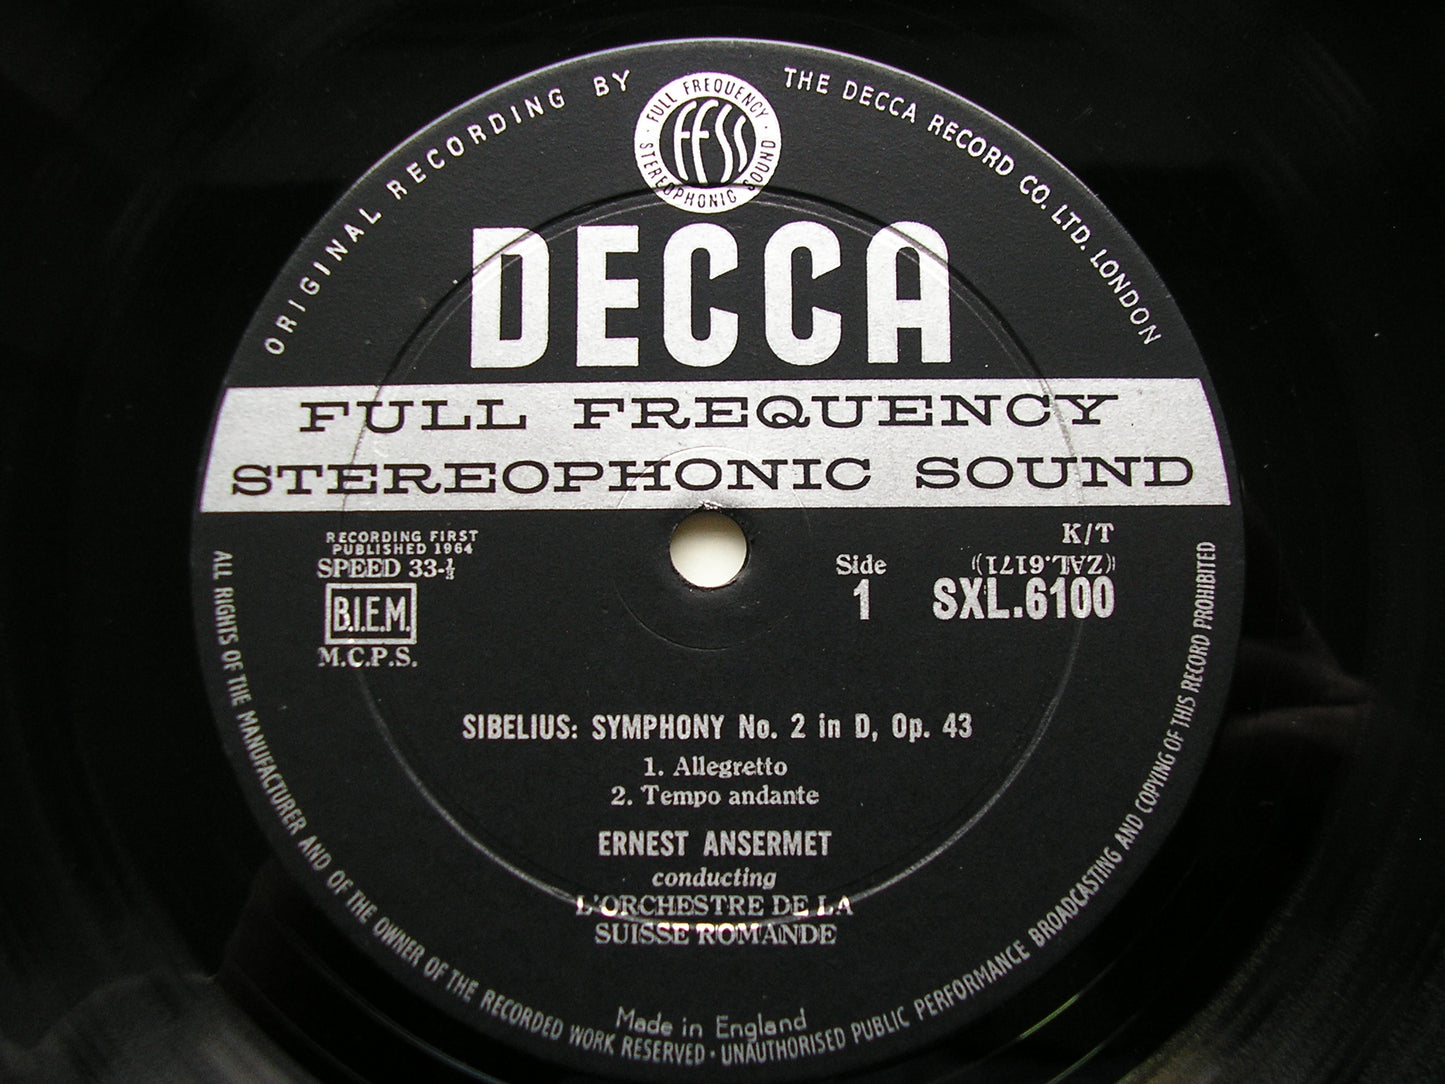 ORIGINAL RECORDING BY THE DECCA RECORD CO. LTD. LONDON
· FULL FREQUENCY ·
FFSS
STEREOPHONIC SOUND
DECCA
FULL FREQUENCY
STEREOPHONIC SOUND
RECORDING FIRST
PUBLISHED 1964
SPEED 33-⅓
B.I.E.M.
M.C.P.S.
K/T
(ZAL.6171)
Side
1
SXL.6100
SIBELIUS: SYMPHONY No. 2 in D, Op. 43
1. Allegretto
2. Tempo andante
ERNEST ANSERMET
conducting
L'ORCHESTRE DE LA
SUISSE ROMANDE
Made in England
ALL RIGHTS OF THE MANUFACTURER AND OF THE OWNER OF THE RECORDED WORK RESERVED · UNAUTHORISED PUBLIC PERFORMANCE BROADCASTING AND COPYING OF THIS RECORD PROHIBITED